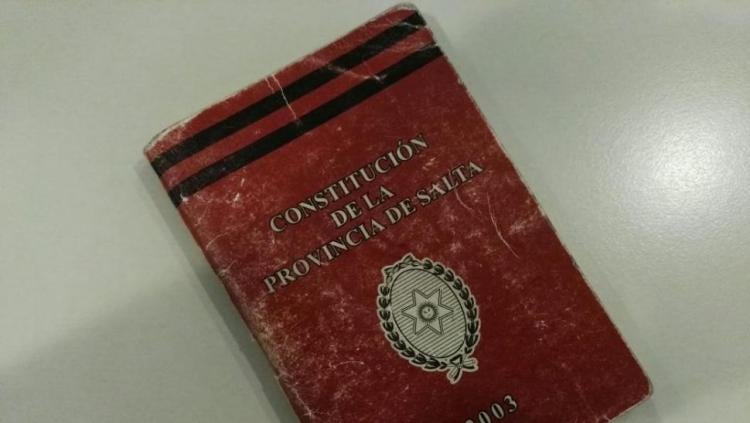 CONSTITUCIÓN
DE LA
PROVINCIA DE SALTA
2003